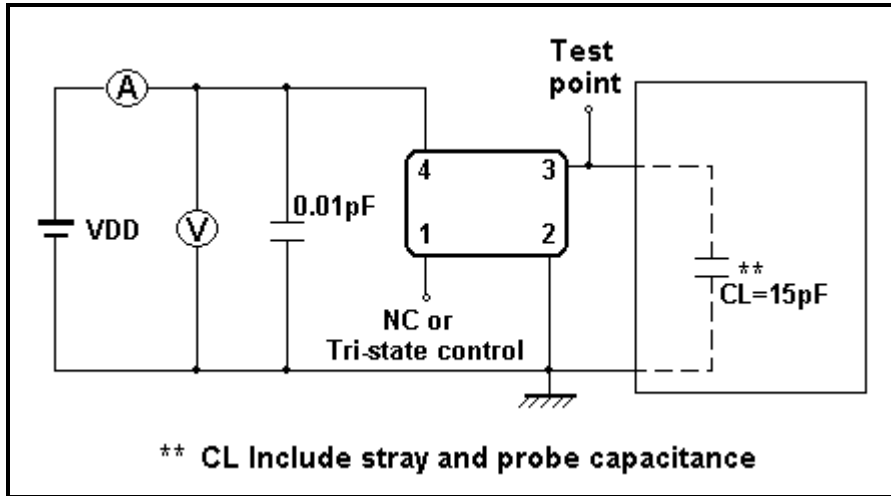 Test
point
A
4
3
0.01pF
VDD
V
1
2
**
CL=15pF
NC or
Tri-state control
** CL Include stray and probe capacitance